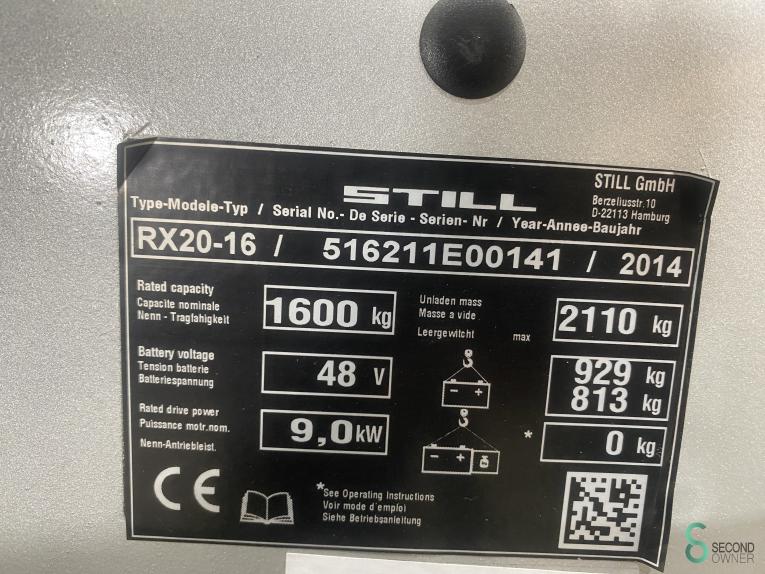 STILL
STILL GmbH
Berzeliusstr.10
D-22113 Hamburg
Type-Modele-Typ / Serial No.- De Serie - Serien- Nr / Year-Annee-Baujahr
RX20-16 / 516211E00141 / 2014
Rated capacity
Capacite nominale
Nenn - Tragfahigkeit
1600 kg
Unladen mass
Masse a vide
Leergewitcht max
2110 kg
Battery voltage
Tension batterie
Batteriespannung
48 V
- +
929 kg
813 kg
Rated drive power
Puissance motr.nom.
Nenn-Antriebleist.
9,0kW
- +
* 0 kg
CE
*See Operating Instructions
Voir mode d'emploi
Siehe Betriebsanleitung
SECOND
OWNER